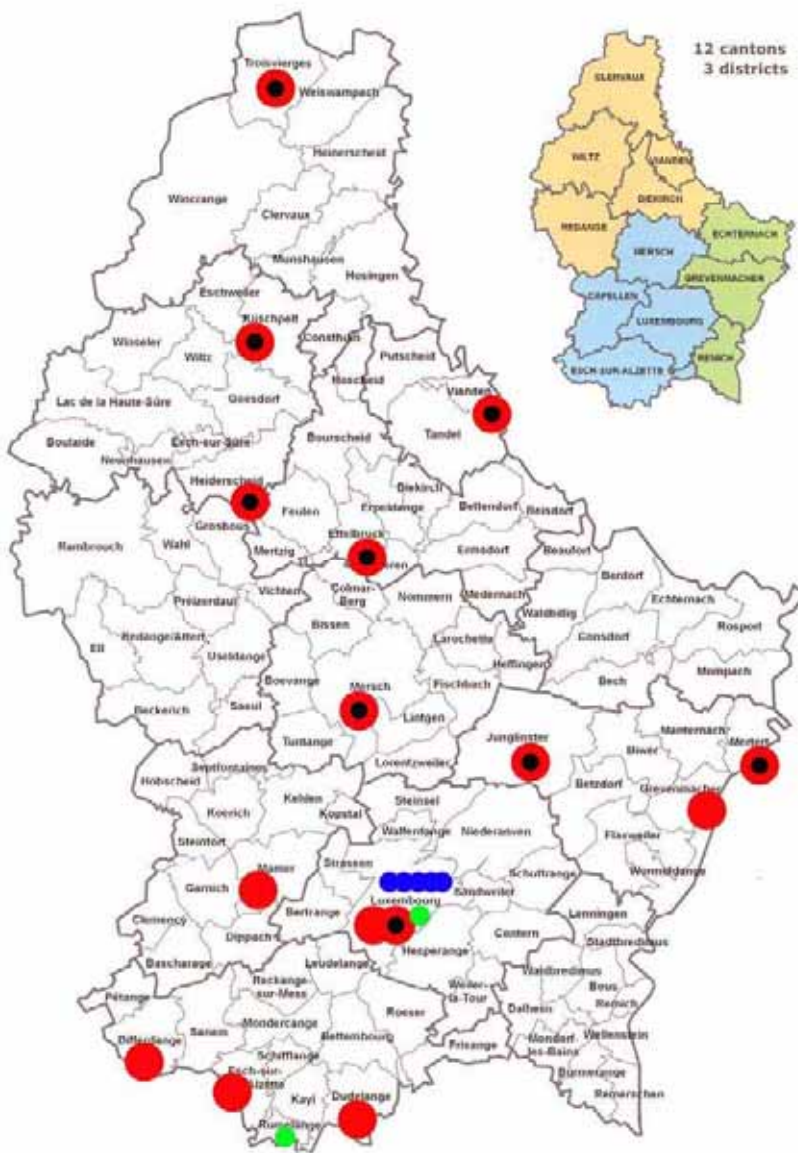 12 cantons
3 districts
CLERVAUX
WILTZ
VIANDEN
DIEKIRCH
REDANGE
ECHTERNACH
MERSCH
GREVENMACHER
CAPELLEN
LUXEMBOURG
REMICH
ESCH-SUR-ALZETTE
Troisvierges
Weiswampach
Heinerscheid
Wincrange
Clervaux
Munshausen
Hosingen
Eschweiler
Kiischpelt
Consthum
Winseler
Wiltz
Hoscheid
Putscheid
Vianden
Goesdorf
Lac de la Haute-Sûre
Tandel
Bourscheid
Boulaide
Neunhausen
Esch-sur-Sûre
Heiderscheid
Diekirch
Feulen
Erpeldange
Bettendorf
Reisdorf
Grosbous
Ettelbruck
Rambrouch
Wahl
Mertzig
Ermsdorf
Beaufort
Berdorf
Vichten
Colmar-
Berg
Nommern
Medernach
Waldbillig
Echternach
Préizerdaul
Bissen
Rosport
Ell
Redange/Attert
Useldange
Larochette
Heffingen
Consdorf
Mompach
Boevange
Mersch
Fischbach
Bech
Beckerich
Saeul
Lintgen
Tuntange
Lorentzweiler
Junglinster
Manternach
Mertert
Biwer
Septfontaines
Hobscheid
Betzdorf
Grevenmacher
Koerich
Kehlen
Kopstal
Steinsel
Walferdange
Niederanven
Flaxweiler
Steinfort
Wormeldange
Mamer
Strassen
Schuttrange
Garnich
Sandweiler
Luxembourg
Bertrange
Clemency
Dippach
Contern
Lenningen
Stadtbredimus
Bascharage
Leudelange
Hesperange
Waldbredimus
Reckange-
sur-Mess
Weiler-
la-Tour
Bous
Pétange
Roeser
Remich
Dalheim
Differdange
Sanem
Mondercange
Bettembourg
Mondorf
-les-Bains
Wellenstein
Schifflange
Frisange
Burmerange
Esch-sur-
Kayl
Dudelange
Remerschen
Rumelange